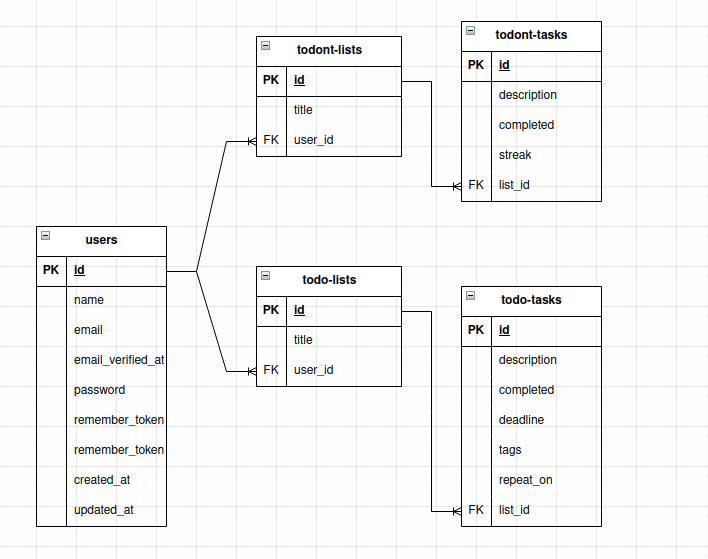 todont-lists
PK id
title
FK user_id
todont-tasks
PK id
description
completed
streak
FK list_id
users
PK id
name
email
email_verified_at
password
remember_token
remember_token
created_at
updated_at
todo-lists
PK id
title
FK user_id
todo-tasks
PK id
description
completed
deadline
tags
repeat_on
FK list_id